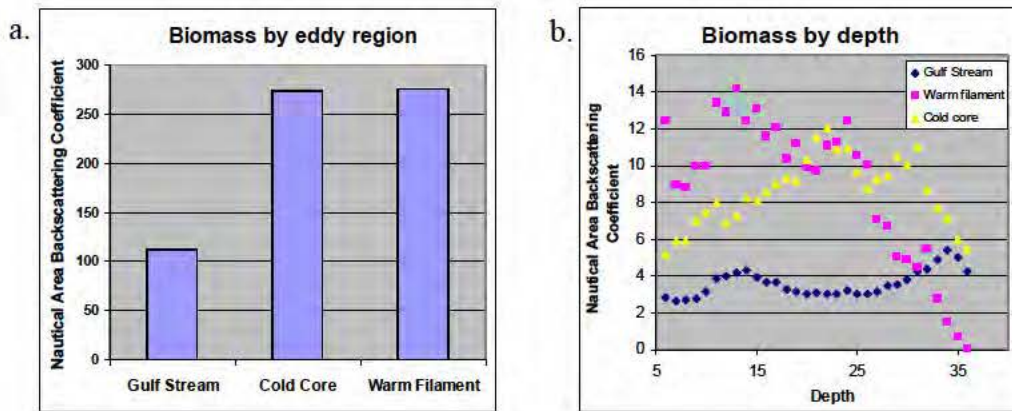 a.
Biomass by eddy region
Nautical Area Backscattering Coefficient
300
250
200
150
100
50
0
Gulf Stream
Cold Core
Warm Filament
b.
Biomass by depth
Nautical Area Backscattering
Coefficient
16
14
12
10
8
6
4
2
0
5
15
25
35
Depth
Gulf Stream
Warm filament
Cold core